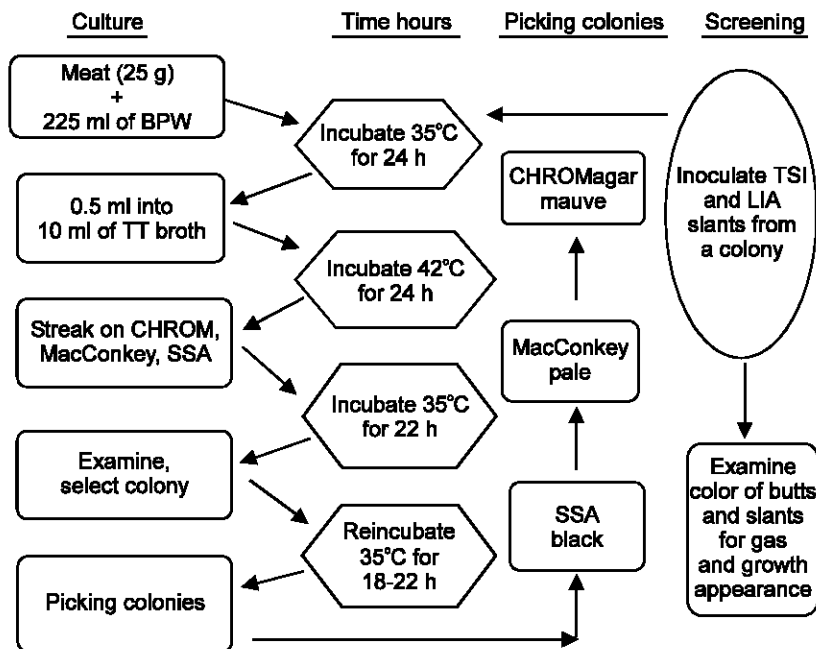 Culture
Time hours
Picking colonies
Screening
Meat (25 g)
+
225 ml of BPW
Incubate 35°C
for 24 h
0.5 ml into
10 ml of TT broth
Incubate 42°C
for 24 h
Streak on CHROM,
MacConkey, SSA
Incubate 35°C
for 22 h
Examine,
select colony
Reincubate
35°C for
18-22 h
Picking colonies
SSA
black
MacConkey
pale
CHROMagar
mauve
Inoculate TSI
and LIA
slants from
a colony
Examine
color of butts
and slants
for gas
and growth
appearance